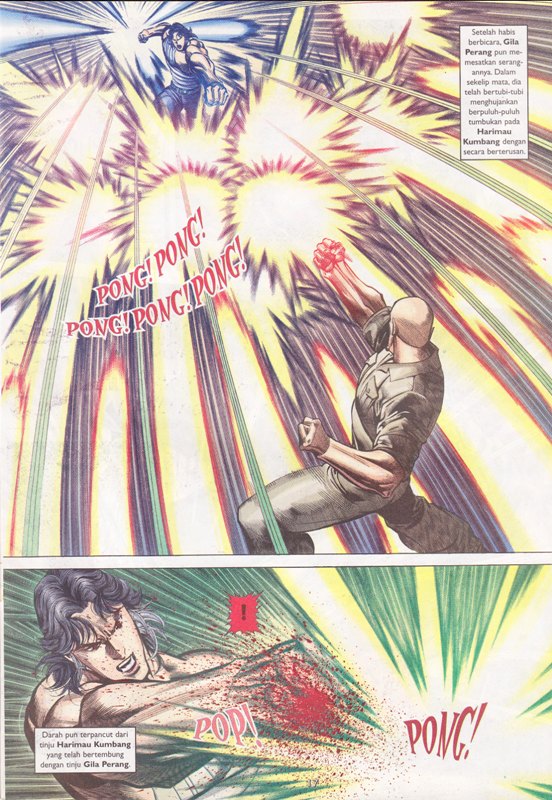 Setelah habis
berbicara, Gila
Perang pun me-
mesatkan serang-
annya. Dalam
sekelip mata, dia
telah bertubi-tubi
menghujankan
berpuluh-puluh
tumbukan pada
Harimau
Kumbang dengan
secara berterusan.
PONG! PONG!
PONG! PONG! PONG!
!
POP!
PONG!
Darah pun terpancut dari
tinju Harimau Kumbang
yang telah bertembung
dengan tinju Gila Perang.